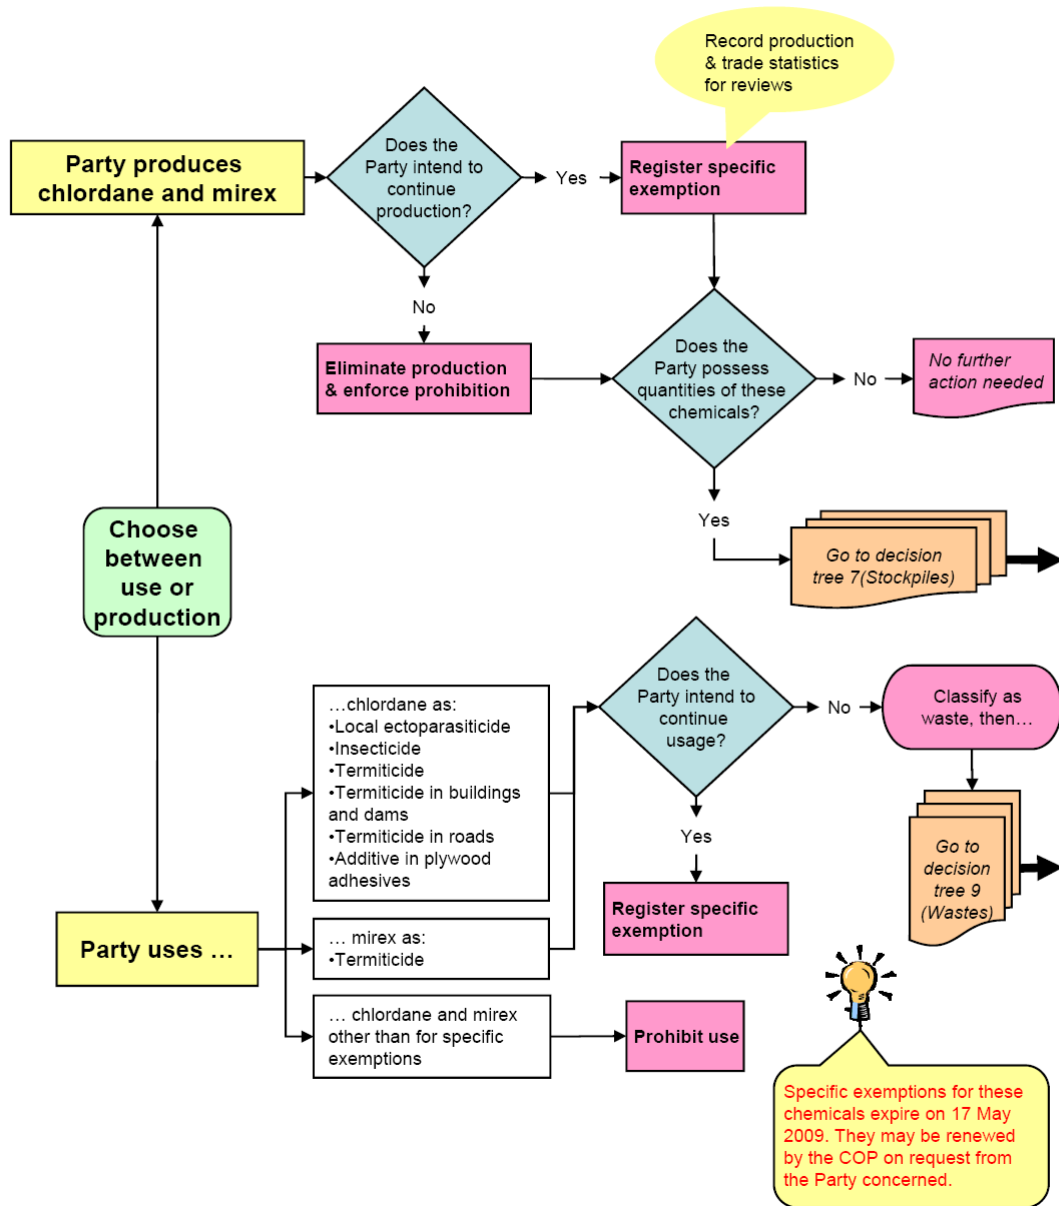 Record production
& trade statistics
for reviews
Party produces
chlordane and mirex
Does the
Party intend to
continue
production?
Yes
Register specific
exemption
No
Eliminate production
& enforce prohibition
Does the
Party possess
quantities of these
chemicals?
No
No further
action needed
Yes
Go to decision
tree 7(Stockpiles)
Choose
between
use or
production
Party uses ...
...chlordane as:
•Local ectoparasiticide
•Insecticide
•Termiticide
•Termiticide in buildings
and dams
•Termiticide in roads
•Additive in plywood
adhesives
... mirex as:
•Termiticide
... chlordane and mirex
other than for specific
exemptions
Does the
Party intend to
continue
usage?
No
Classify as
waste, then…
Go to
decision
tree 9
(Wastes)
Yes
Register specific
exemption
Prohibit use
Specific exemptions for these
chemicals expire on 17 May
2009. They may be renewed
by the COP on request from
the Party concerned.